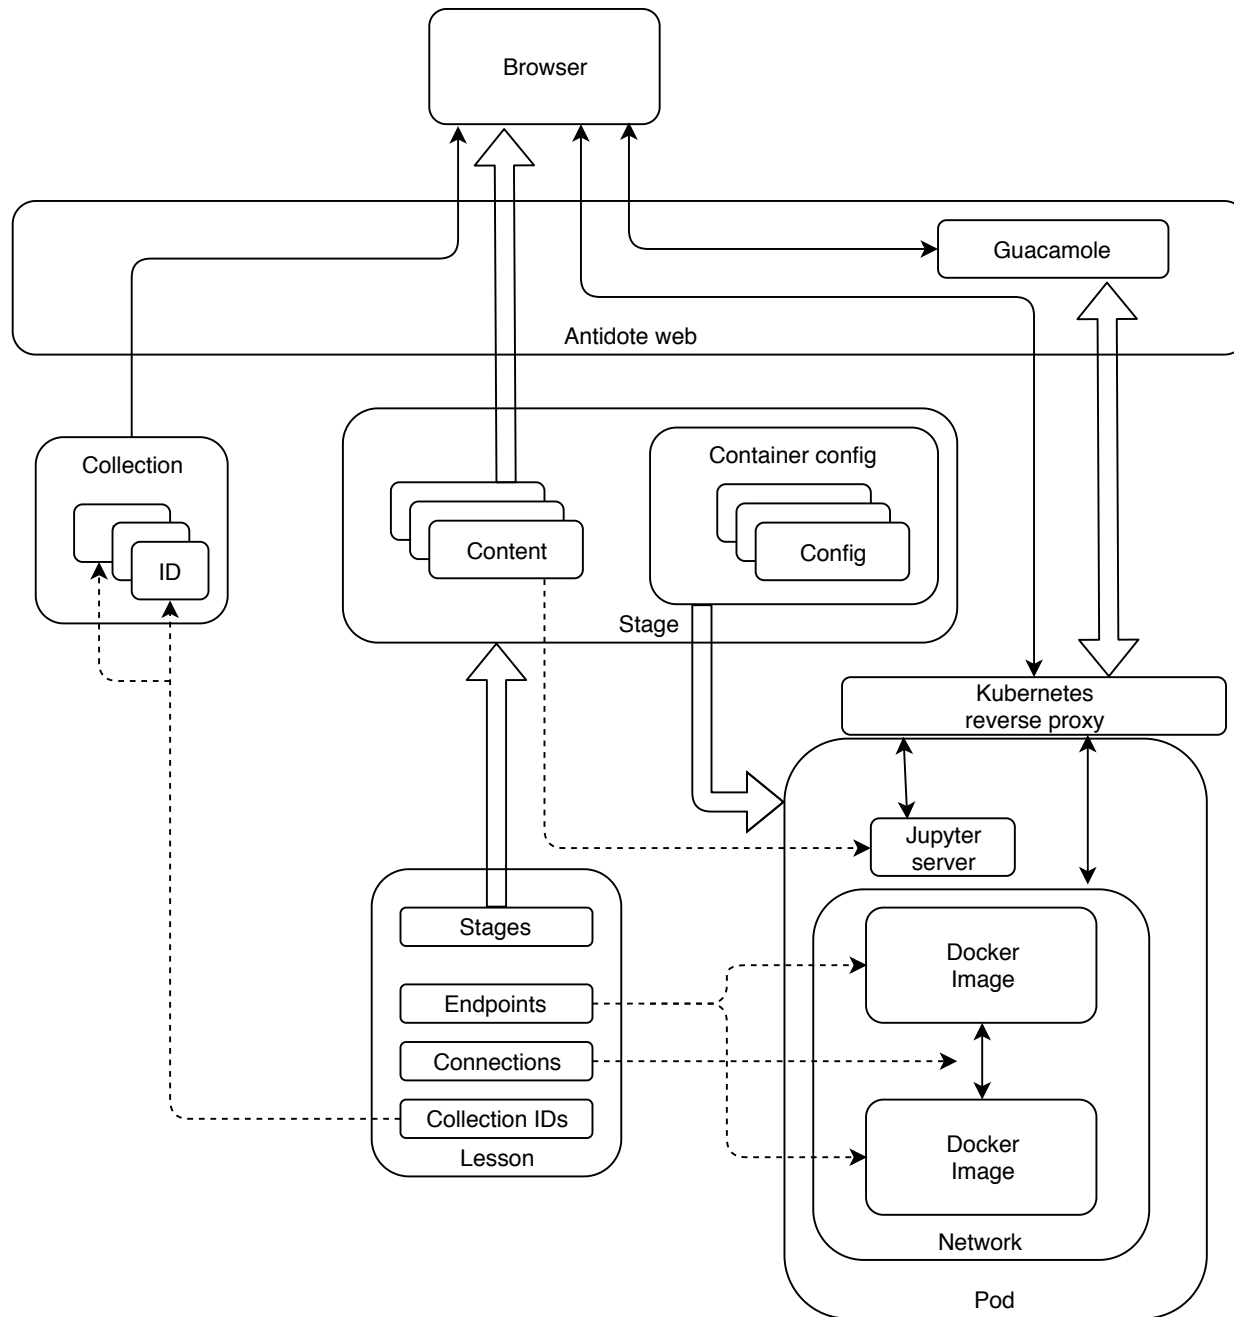 Browser
Guacamole
Antidote web
Collection
ID
Content
Container config
Config
Stage
Kubernetes
reverse proxy
Jupyter
server
Stages
Endpoints
Connections
Collection IDs
Lesson
Docker
Image
Docker
Image
Network
Pod